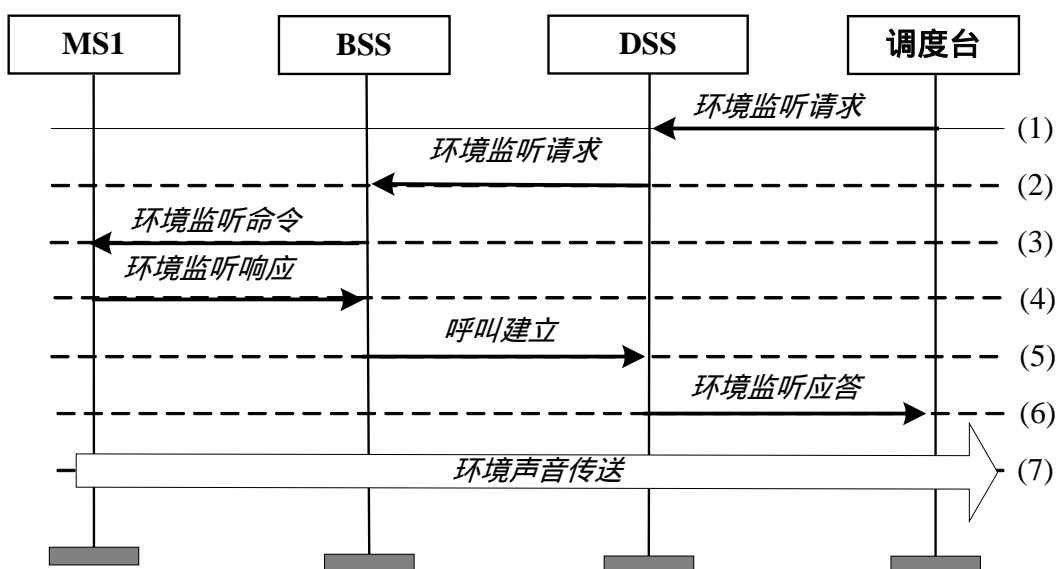 MS1 BSS DSS 调度台
环境监听请求 (1)
环境监听请求 (2)
环境监听命令 (3)
环境监听响应 (4)
呼叫建立 (5)
环境监听应答 (6)
环境声音传送 (7)